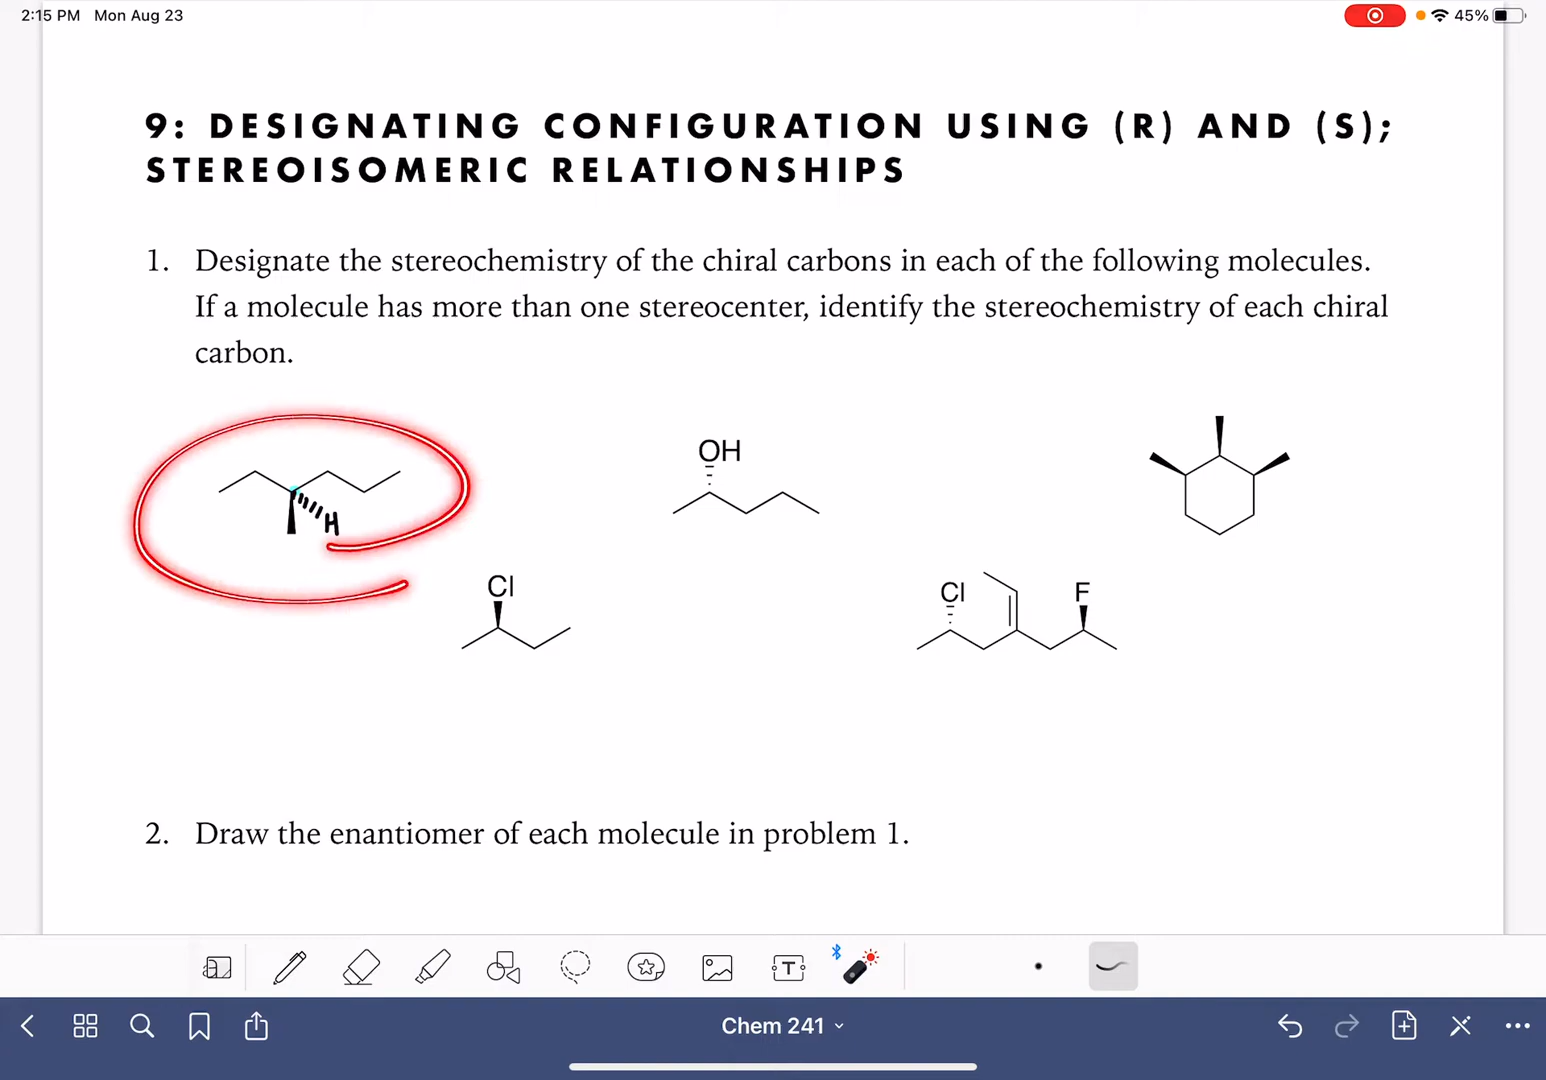 2:15 PM Mon Aug 23
45%
9: DESIGNATING CONFIGURATION USING (R) AND (S);
STEREOISOMERIC RELATIONSHIPS
1. Designate the stereochemistry of the chiral carbons in each of the following molecules.
If a molecule has more than one stereocenter, identify the stereochemistry of each chiral
carbon.
OH
H
Cl
Cl
F
2. Draw the enantiomer of each molecule in problem 1.
a
T
Chem 241